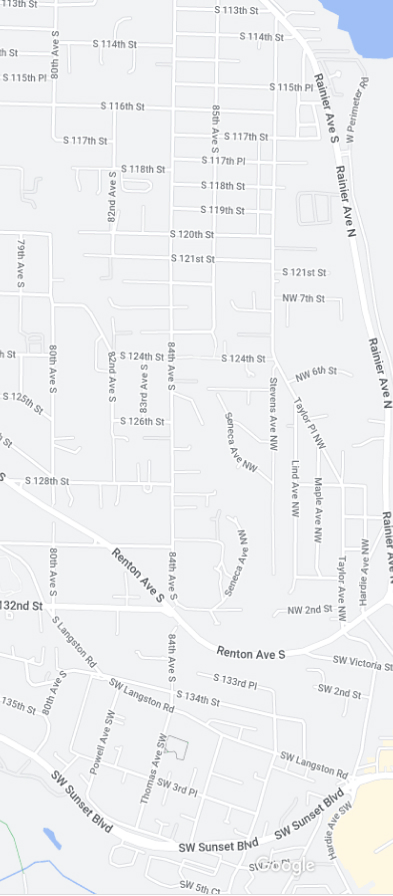 S 113th St
113th St
S 114th St
S 114th St
80th Ave S
S 115th Pl
S 115th Pl
Rainier Ave S
W Perimeter Rd
S 116th St
85th Ave S
S 117th St
S 117th St
S 117th Pl
S 118th St
S 118th St
82nd Ave S
Rainier Ave N
S 119th St
S 120th St
79th Ave S
S 121st St
S 121st St
NW 7th St
h St
80th Ave S
82nd Ave S
S 124th St
83rd Ave S
84th Ave S
S 124th St
Rainier Ave N
NW 6th St
Stevens Ave NW
S 125th St
S 126th St
Taylor Pl NW
Seneca Ave NW
Lind Ave NW
Maple Ave NW
S 128th St
S
Rainier Ave N
80th Ave S
Renton Ave S
84th Ave S
Seneca Ave NW
Taylor Ave NW
Hardie Ave NW
132nd St
NW 2nd St
S Langston Rd
84th Ave S
Renton Ave S
SW Victoria St
80th Ave S
S 133rd Pl
SW Langston Rd
S 134th St
SW 2nd St
135th St
Powell Ave SW
Thomas Ave SW
SW Langston Rd
SW 3rd Pl
SW Sunset Blvd
SW Sunset Blvd
SW Sunset Blvd
Hardie Ave SW
Google
SW 5th Ct